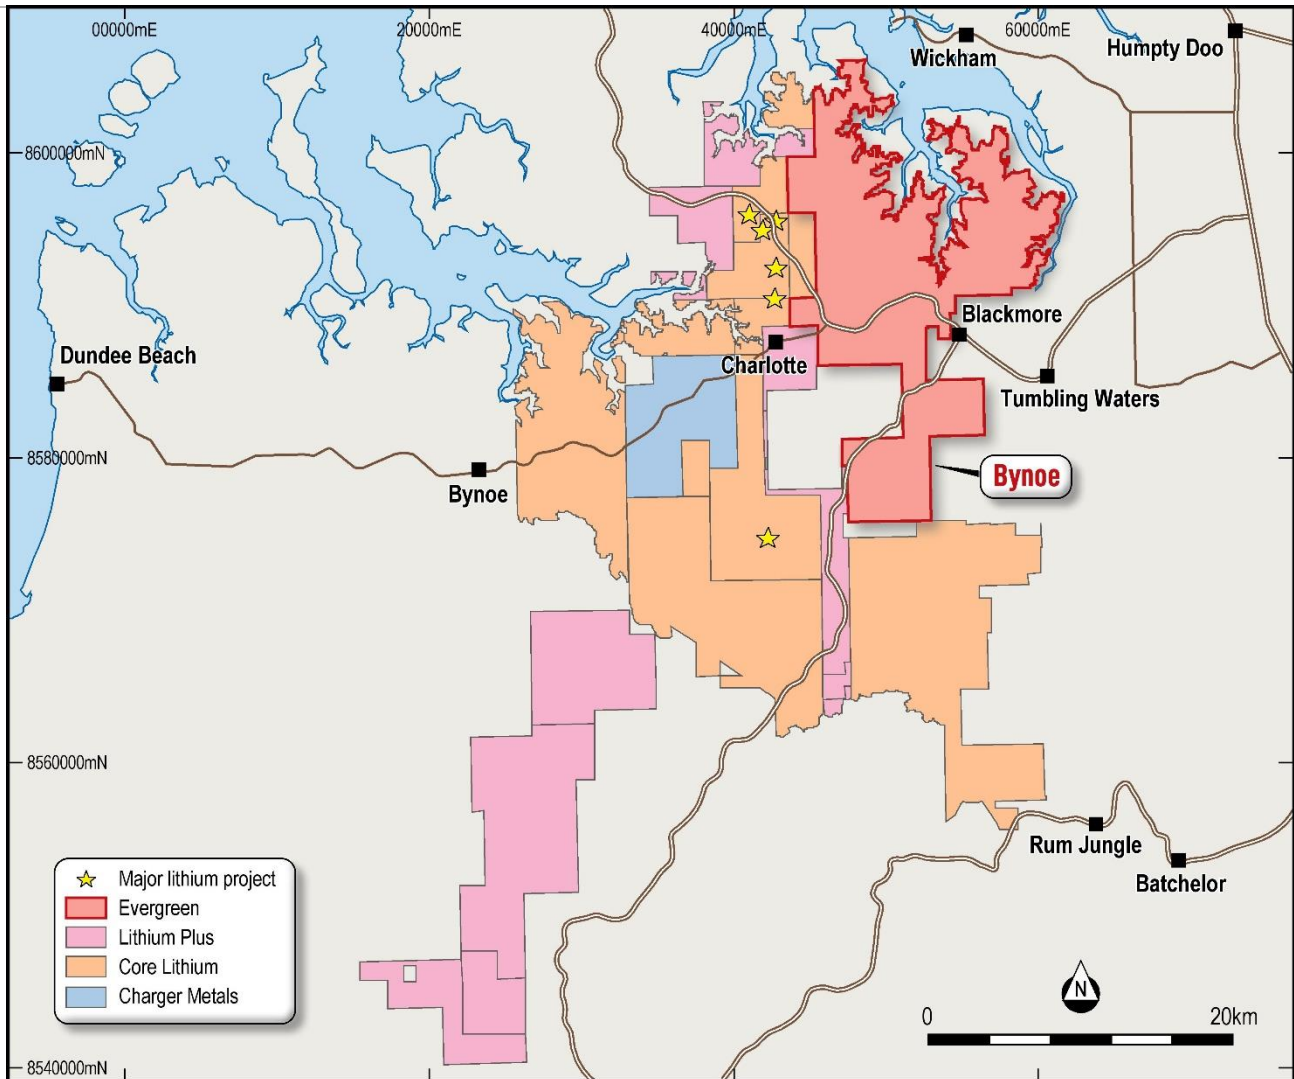 00000mE
20000mE
40000mE
60000mE
Wickham
Humpty Doo
8600000mN
Blackmore
Dundee Beach
Charlotte
Tumbling Waters
8580000mN
Bynoe
Bynoe
8560000mN
Rum Jungle
Batchelor
Major lithium project
Evergreen
Lithium Plus
Core Lithium
Charger Metals
N
0
20km
8540000mN